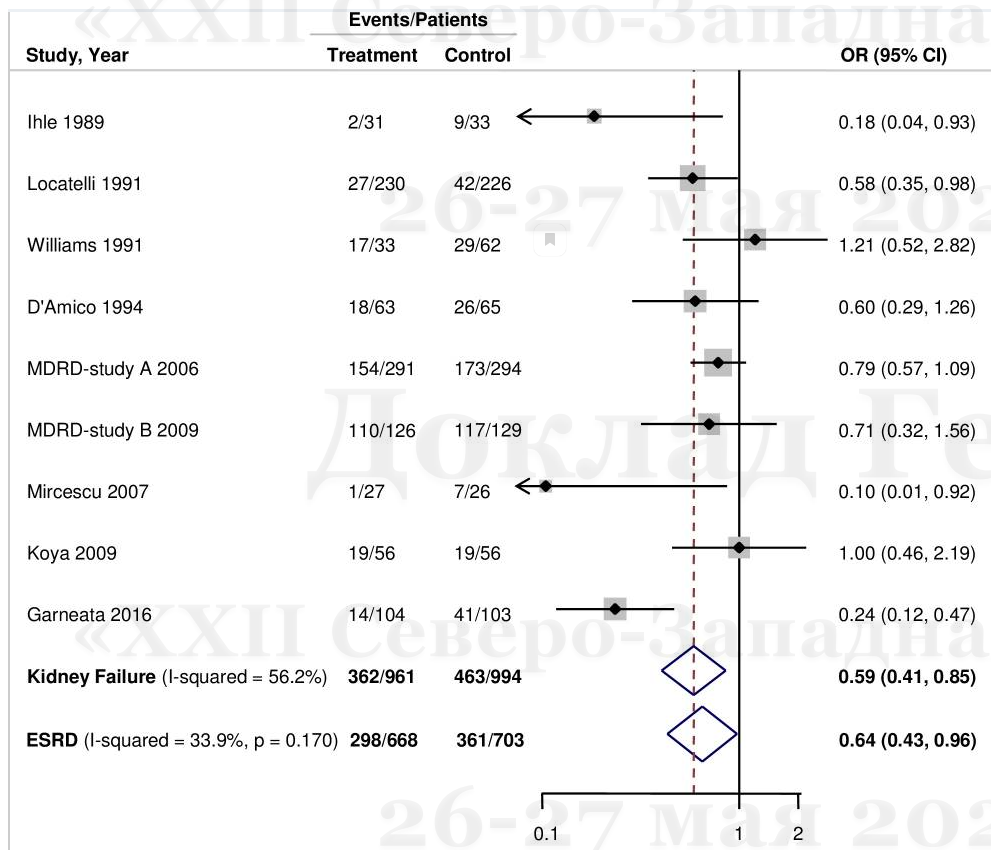 «XXII Северо-Западна
Events/Patients
Study, Year Treatment Control OR (95% CI)
Ihle 1989 2/31 9/33 0.18 (0.04, 0.93)
Locatelli 1991 27/230 42/226 0.58 (0.35, 0.98)
26-27 мая 202
Williams 1991 17/33 29/62 1.21 (0.52, 2.82)
D'Amico 1994 18/63 26/65 0.60 (0.29, 1.26)
MDRD-study A 2006 154/291 173/294 0.79 (0.57, 1.09)
MDRD-study B 2009 110/126 117/129 0.71 (0.32, 1.56)
Доклад Ге
Mircescu 2007 1/27 7/26 0.10 (0.01, 0.92)
Koya 2009 19/56 19/56 1.00 (0.46, 2.19)
Garneata 2016 14/104 41/103 0.24 (0.12, 0.47)
«XXII Северо-Западна
Kidney Failure (I-squared = 56.2%) 362/961 463/994 0.59 (0.41, 0.85)
ESRD (I-squared = 33.9%, p = 0.170) 298/668 361/703 0.64 (0.43, 0.96)
0.1 1 2
26-27 мая 202